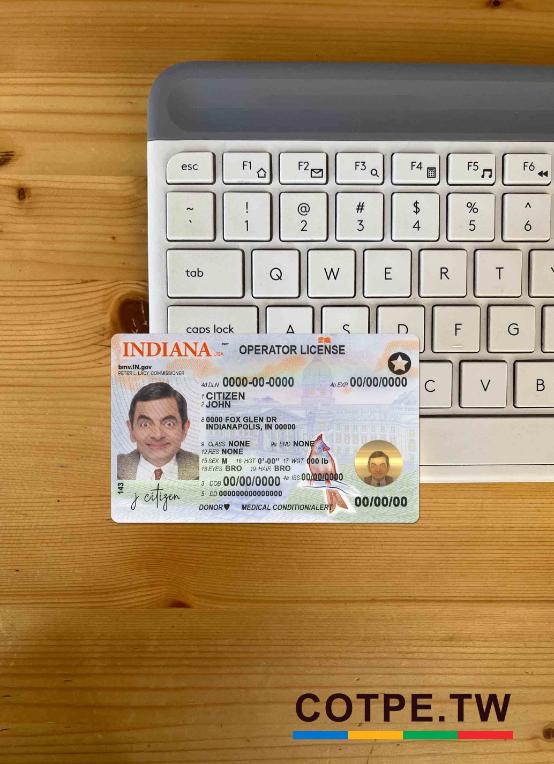 esc F1 F2 F3 F4 F5 F6
~ ! @ # $ % ^
` 1 2 3 4 5 6
tab Q W E R T Y
caps lock A S D F G
C V B
INDIANA USA OPERATOR LICENSE
bmv.IN.gov
PETER L. LACY, COMMISSIONER
4d DLN 0000-00-0000 4b EXP 00/00/0000
1 CITIZEN
2 JOHN
8 0000 FOX GLEN DR
INDIANAPOLIS, IN 00000
9 CLASS NONE 9a END NONE
12 RES NONE
15 SEX M 16 HGT 0'-00" 17 WGT 000 lb
18 EYES BRO 19 HAIR BRO
3 DOB 00/00/0000 4a ISS 00/00/0000
5 DD 0000000000000
143
j citizen
DONOR MEDICAL CONDITION/ALERT
00/00/00
COTPE.TW